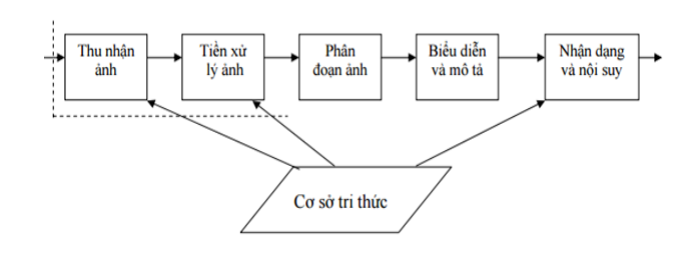 Thu nhận
ảnh
Tiền xử
lý ảnh
Phân
đoạn ảnh
Biểu diễn
và mô tả
Nhận dạng
và nội suy
Cơ sở tri thức